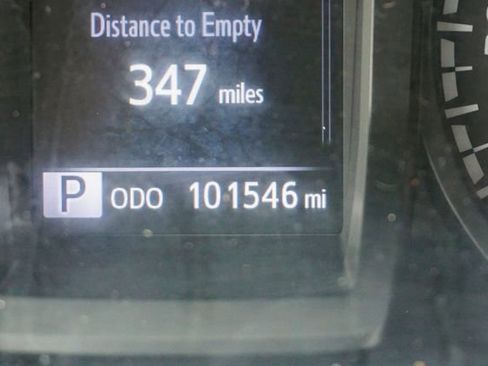 Distance to Empty
347 miles
P ODO 101546 mi